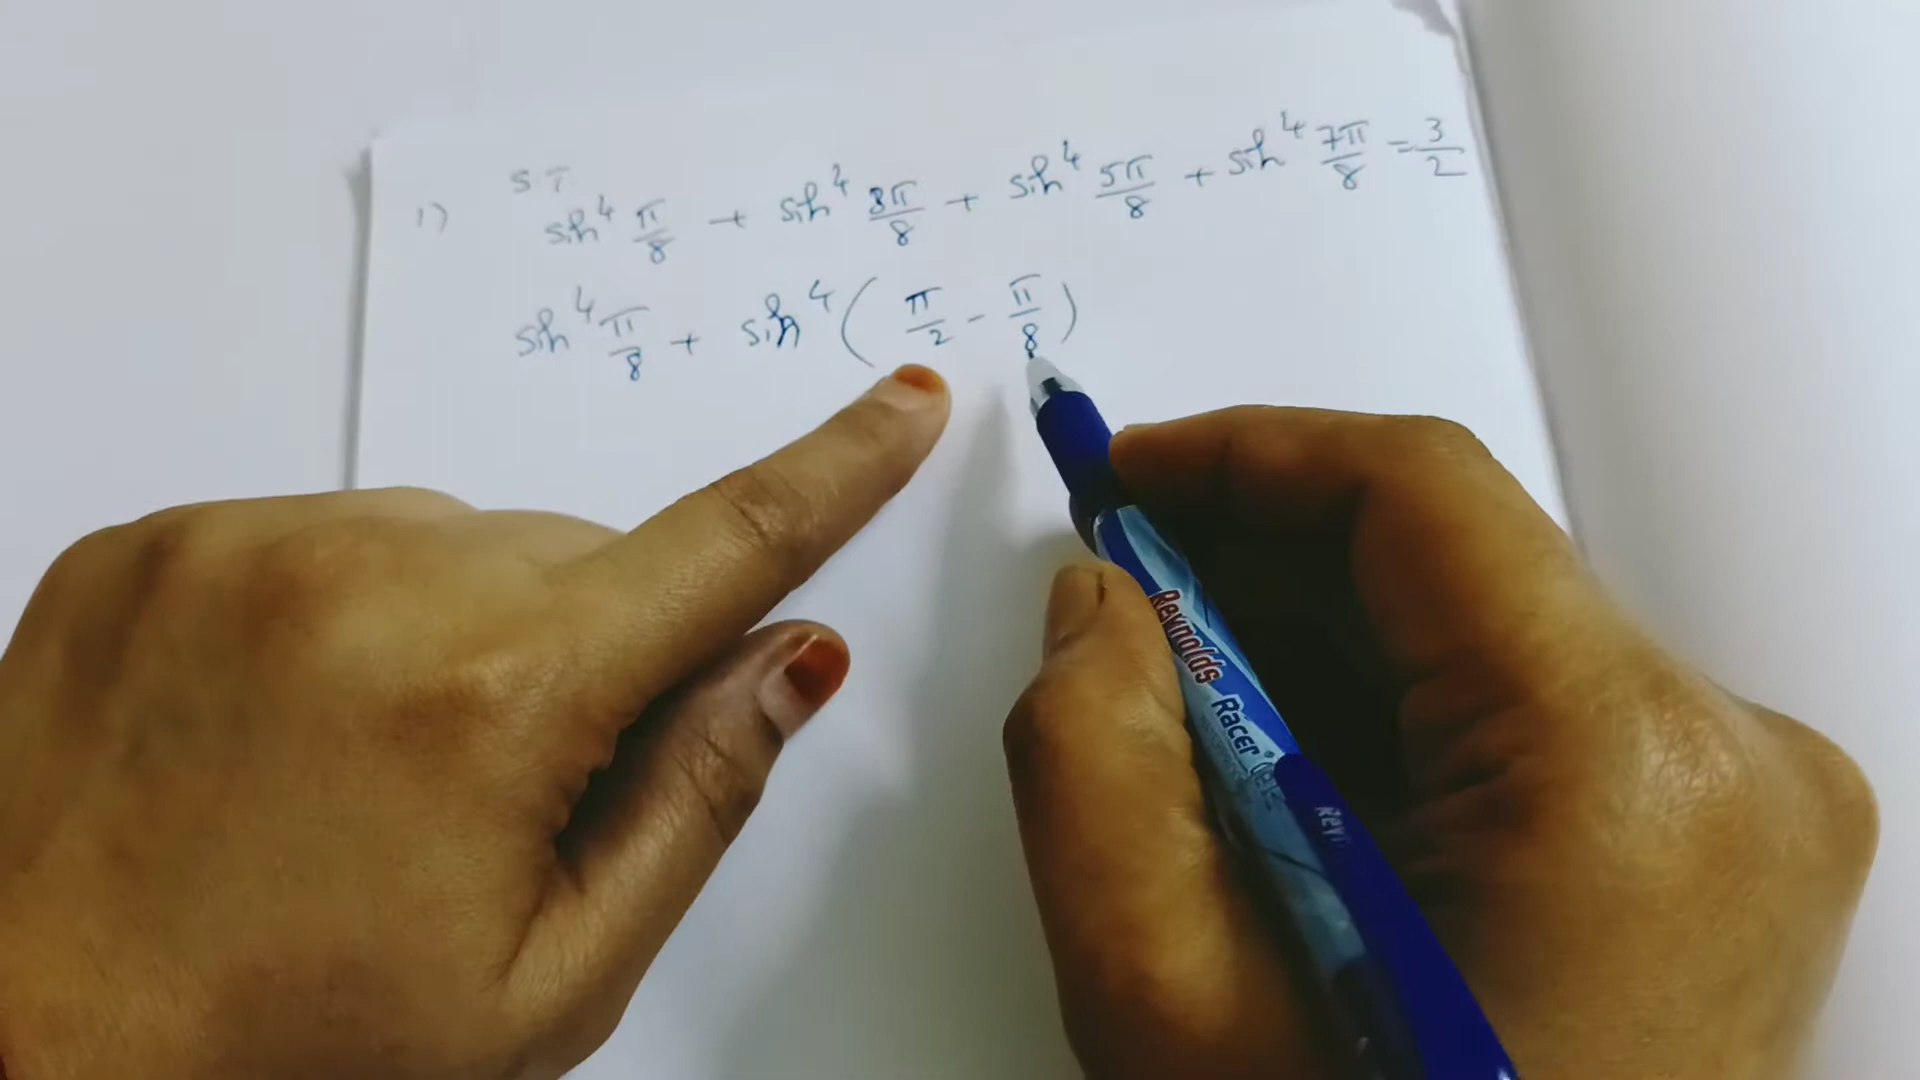 S.T.
1) sin⁴ π/8 + sin⁴ 3π/8 + sin⁴ 5π/8 + sin⁴ 7π/8 = 3/2
sin⁴ π/8 + sin⁴ ( π/2 - π/8 )
Reynolds Racer